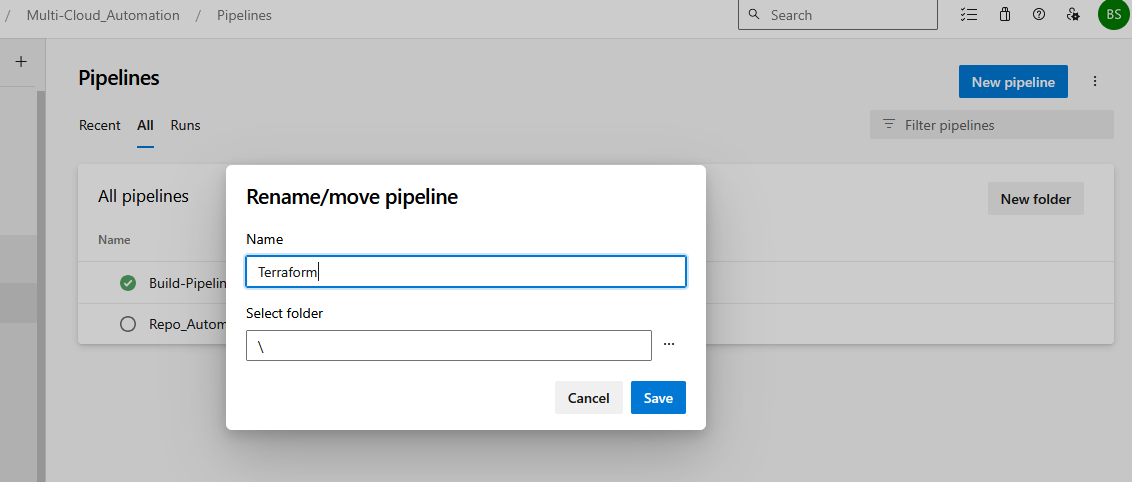 / Multi-Cloud_Automation / Pipelines
Search
BS
+
Pipelines
New pipeline
Recent All Runs
Filter pipelines
All pipelines
New folder
Name
Build-Pipelin
Repo_Autom
Rename/move pipeline
Name
Terraform
Select folder
\
...
Cancel Save